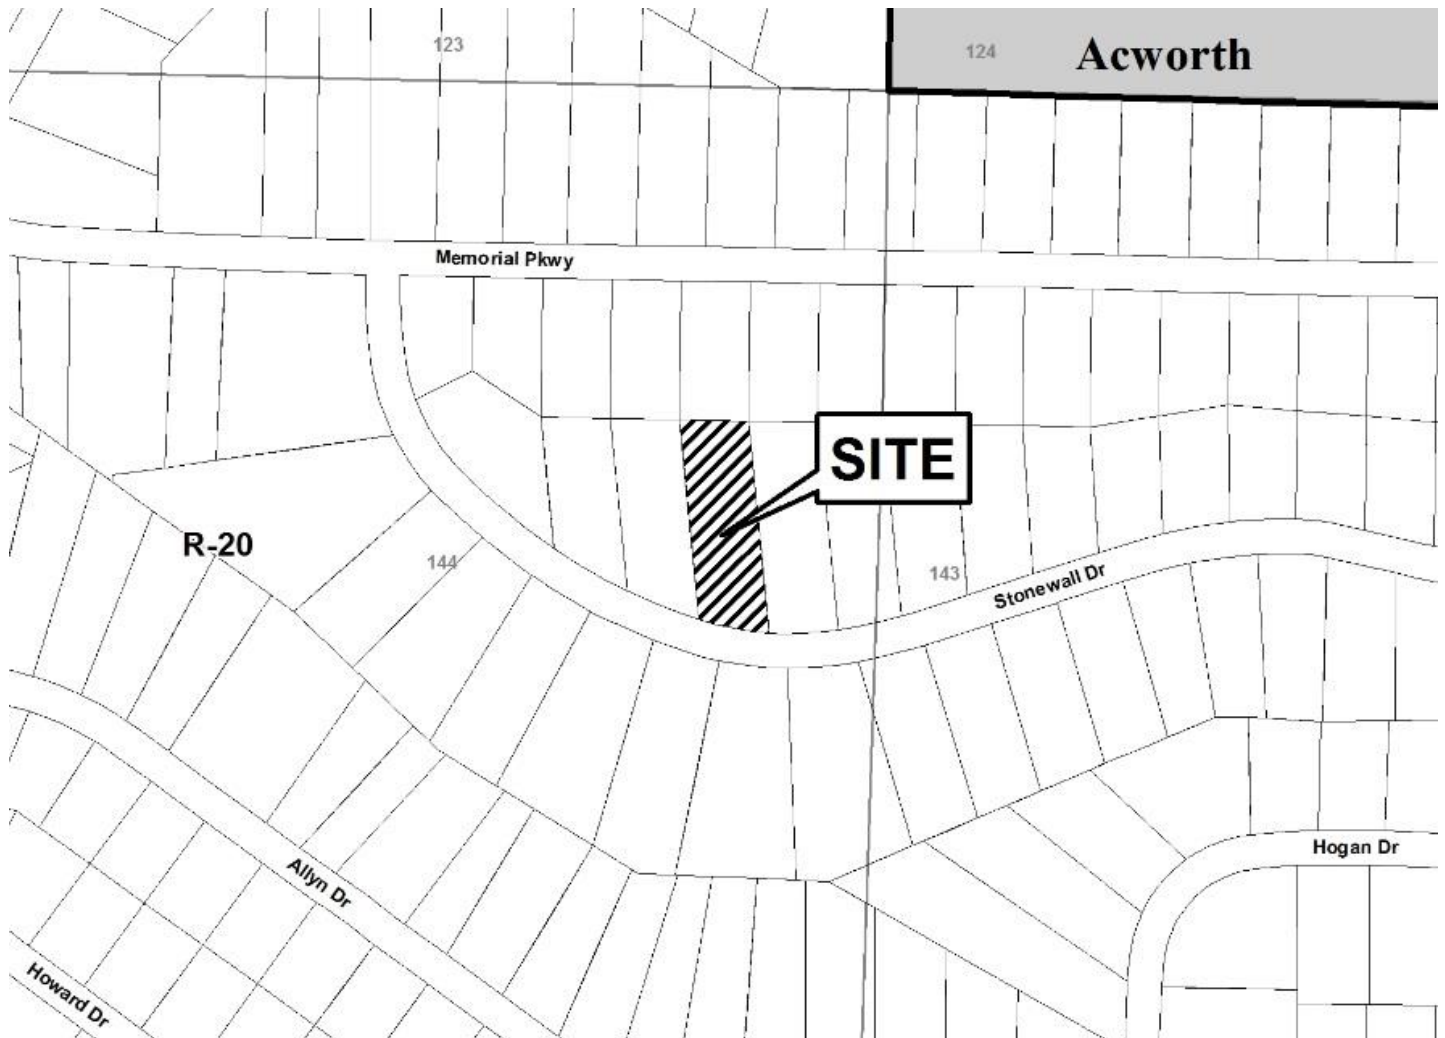 123
124
Acworth
Memorial Pkwy
SITE
R-20
144
143
Stonewall Dr
Hogan Dr
Allyn Dr
Howard Dr